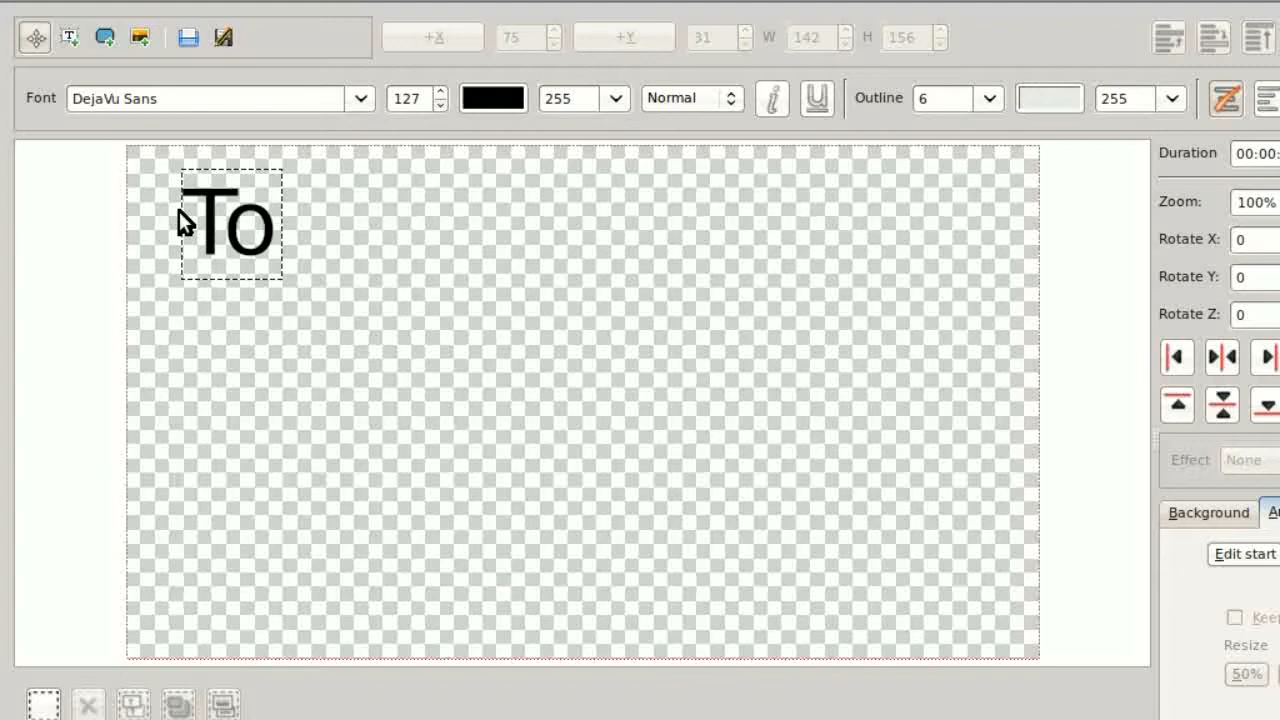 +X 75 +Y 31 W 142 H 156
Font DejaVu Sans 127 255 Normal i U Outline 6 255
Duration 00:00:
To
Zoom: 100%
Rotate X: 0
Rotate Y: 0
Rotate Z: 0
Effect None
Background
Edit start
Resize
50%